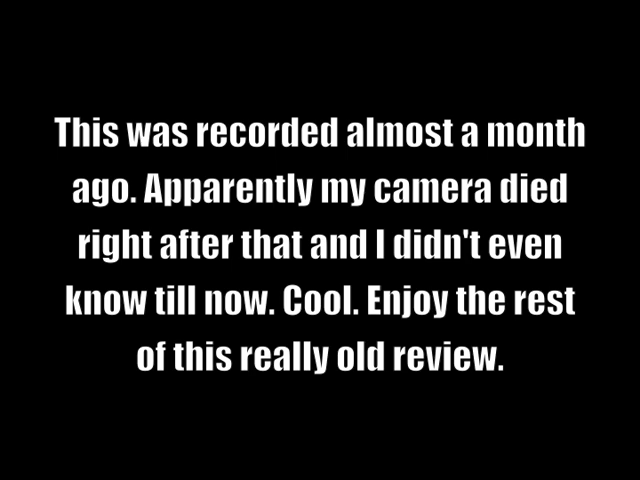 This was recorded almost a month
ago. Apparently my camera died
right after that and I didn't even
know till now. Cool. Enjoy the rest
of this really old review.